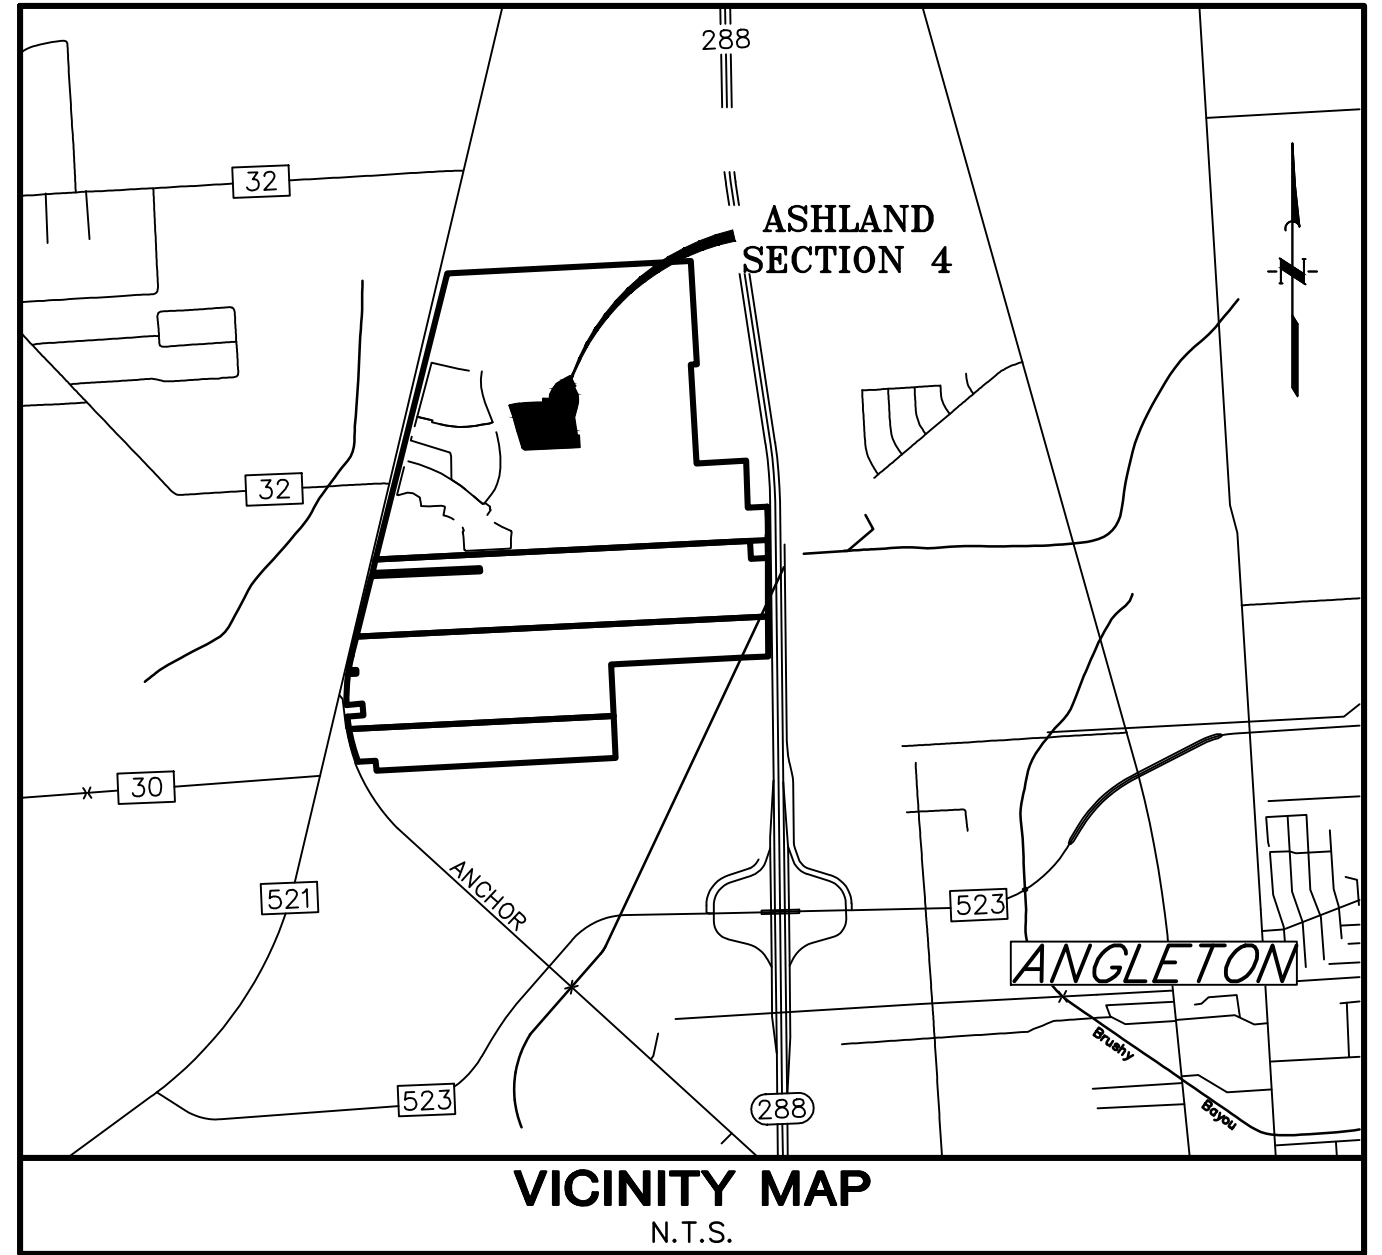 288
32
ASHLAND
SECTION 4
N
32
30
521
ANCHOR
523
ANGLETON
Brushy
Bayou
523
288
VICINITY MAP
N.T.S.